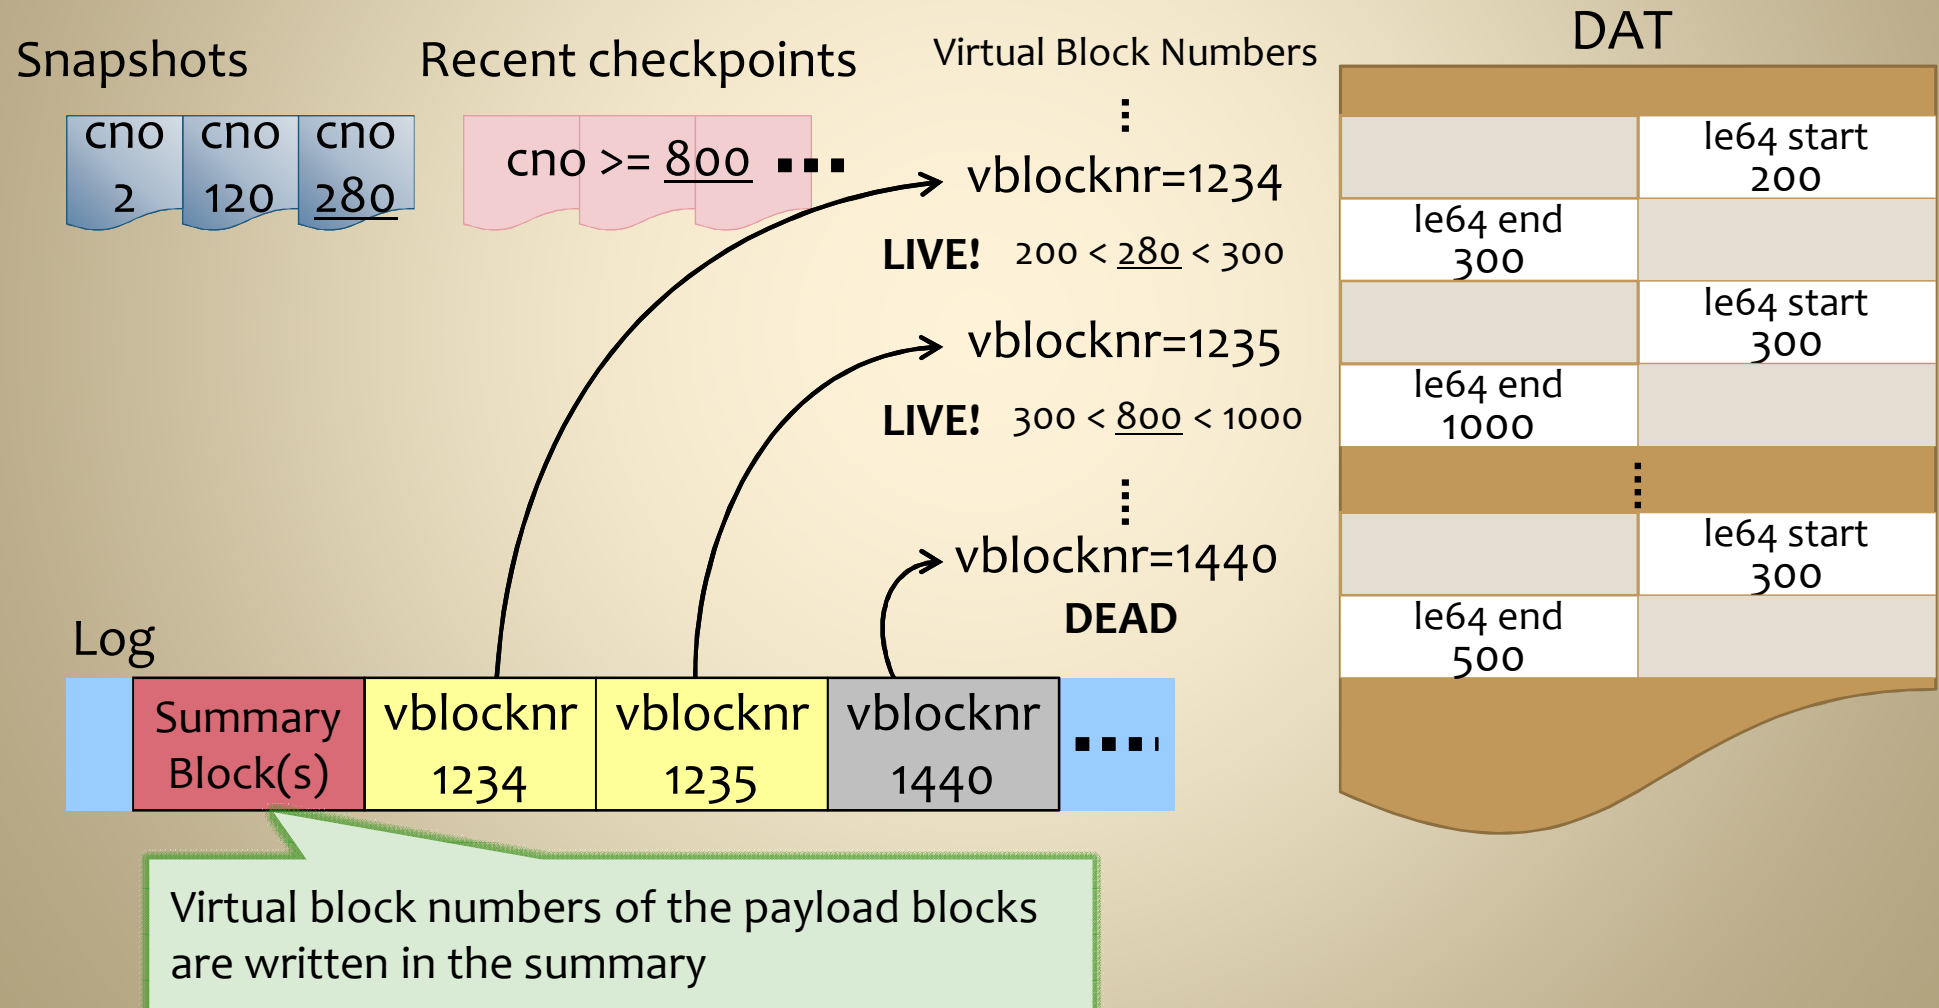 Snapshots
cno cno cno
2 120 280
Recent checkpoints
cno >= 800
Virtual Block Numbers
vblocknr=1234
LIVE! 200 < 280 < 300
vblocknr=1235
LIVE! 300 < 800 < 1000
vblocknr=1440
DEAD
DAT
le64 start
200
le64 end
300
le64 start
300
le64 end
1000
le64 start
300
le64 end
500
Log
Summary
Block(s)
vblocknr
1234
vblocknr
1235
vblocknr
1440
Virtual block numbers of the payload blocks
are written in the summary